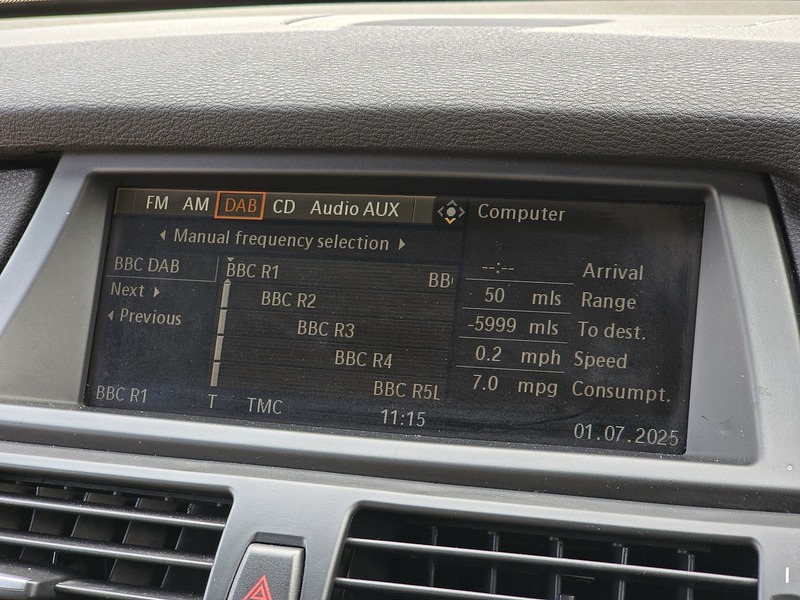 FM AM DAB CD Audio AUX
Manual frequency selection
BBC DAB
Next
Previous
BBC R1
BB
BBC R2
BBC R3
BBC R4
BBC R5L
BBC R1
T TMC
11:15
Computer
--:-- Arrival
50 mls Range
-5999 mls To dest.
0.2 mph Speed
7.0 mpg Consumpt.
01.07.2025